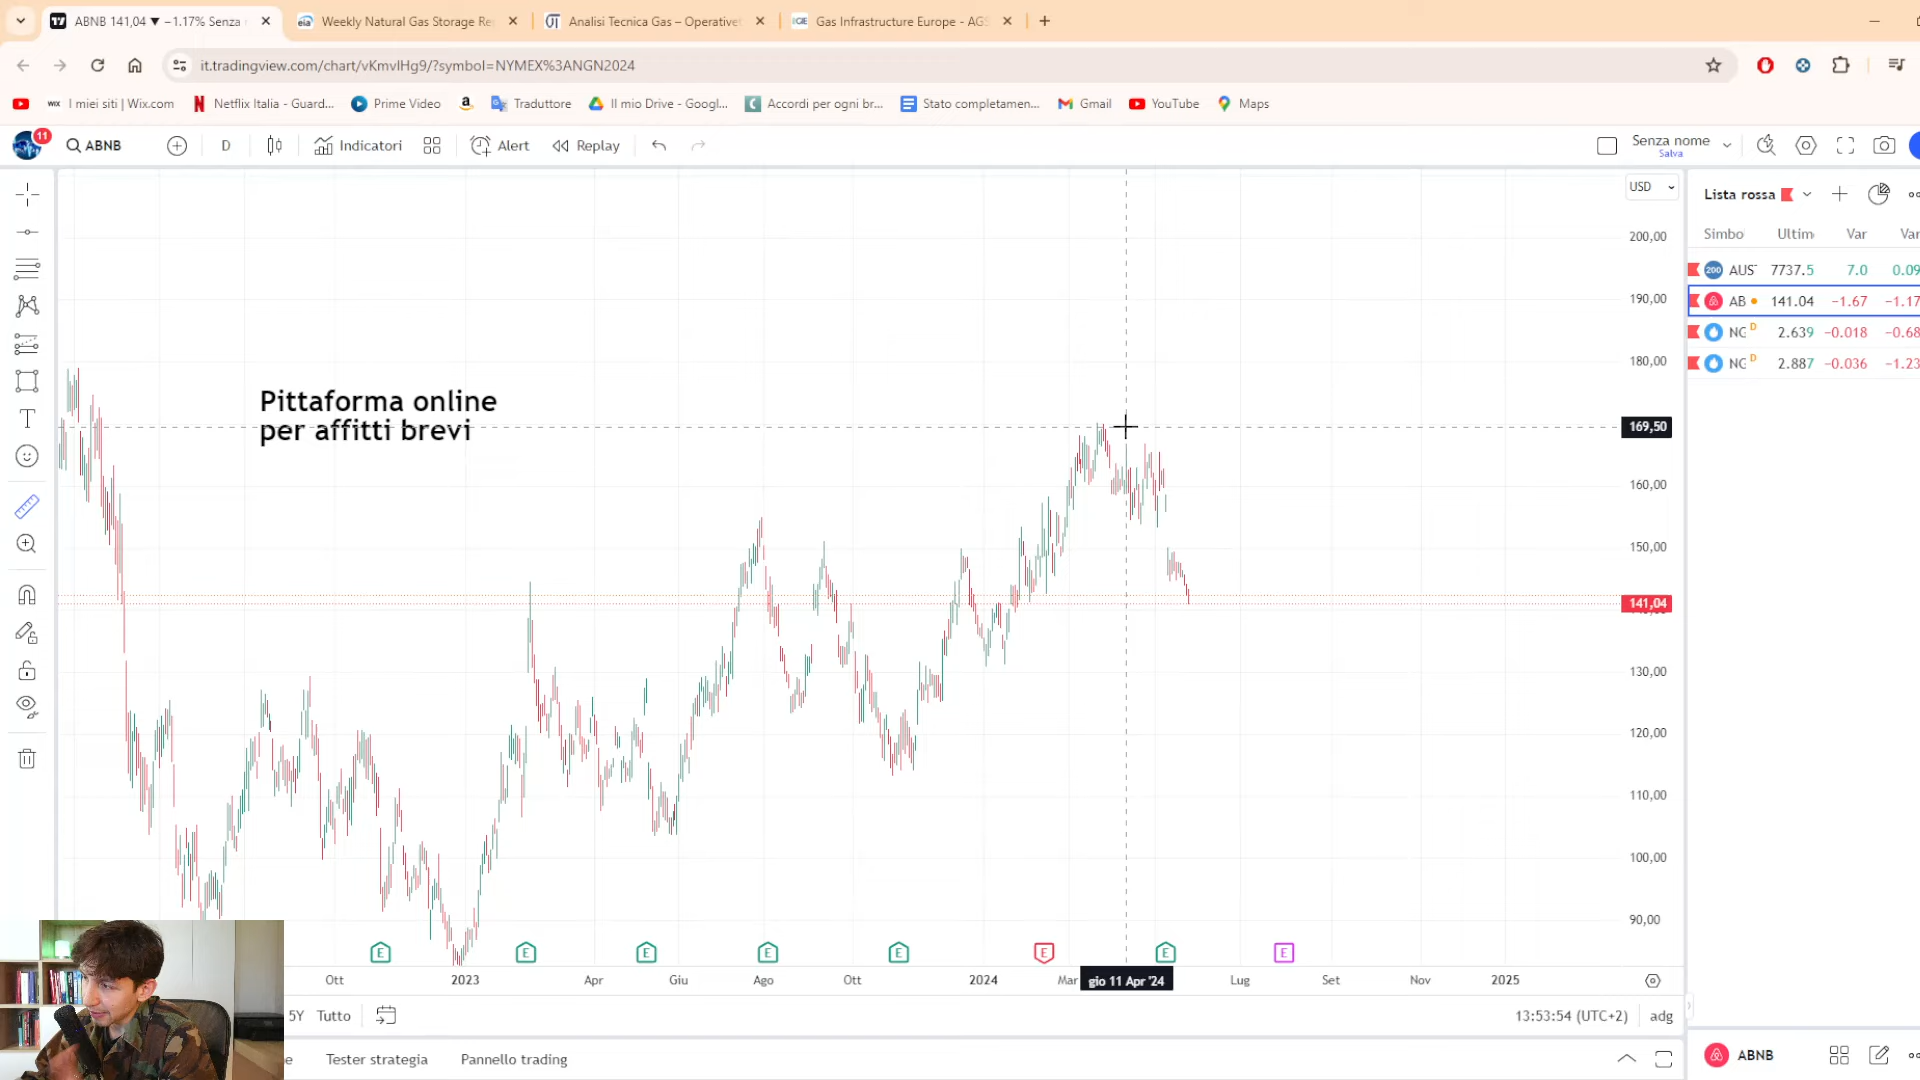 ABNB 141,04 ▼ −1.17% Senza
Weekly Natural Gas Storage Re
Analisi Tecnica Gas – Operativet
Gas Infrastructure Europe - AGS
it.tradingview.com/chart/vKmvlHg9/?symbol=NYMEX%3ANGN2024
I miei siti | Wix.com
Netflix Italia - Guard...
Prime Video
Traduttore
Il mio Drive - Googl...
Accordi per ogni br...
Stato completamen...
Gmail
YouTube
Maps
11
ABNB
D
Indicatori
Alert
Replay
Senza nome
Salva
USD
Lista rossa
Simbo Ultim Var Var
AUS 7737.5 7.0 0.09
AB 141.04 −1.67 −1.17
NG D 2.639 −0.018 −0.68
NG D 2.887 −0.036 −1.23
Pittaforma online
per affitti brevi
200,00
190,00
180,00
169,50
160,00
150,00
141,04
130,00
120,00
110,00
100,00
90,00
E E E E E E E E
Ott 2023 Apr Giu Ago Ott 2024 Mar gio 11 Apr '24 Lug Set Nov 2025
5Y Tutto
13:53:54 (UTC+2) adg
Tester strategia
Pannello trading
ABNB